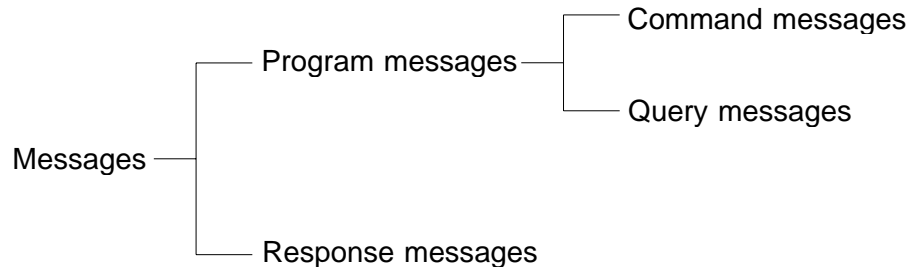 Command messages
Program messages
Query messages
Messages
Response messages